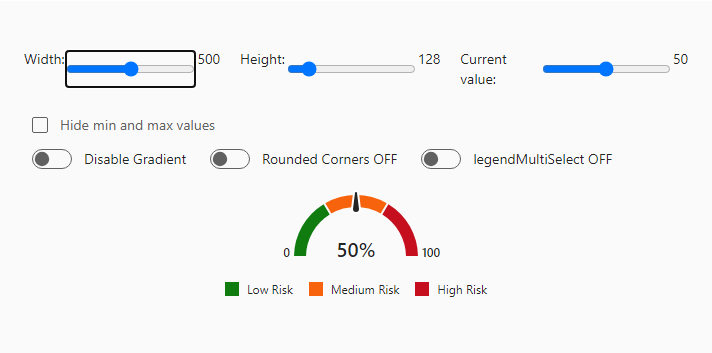 Width: 500 Height: 128 Current value: 50
Hide min and max values
Disable Gradient Rounded Corners OFF legendMultiSelect OFF
0 50% 100
Low Risk Medium Risk High Risk